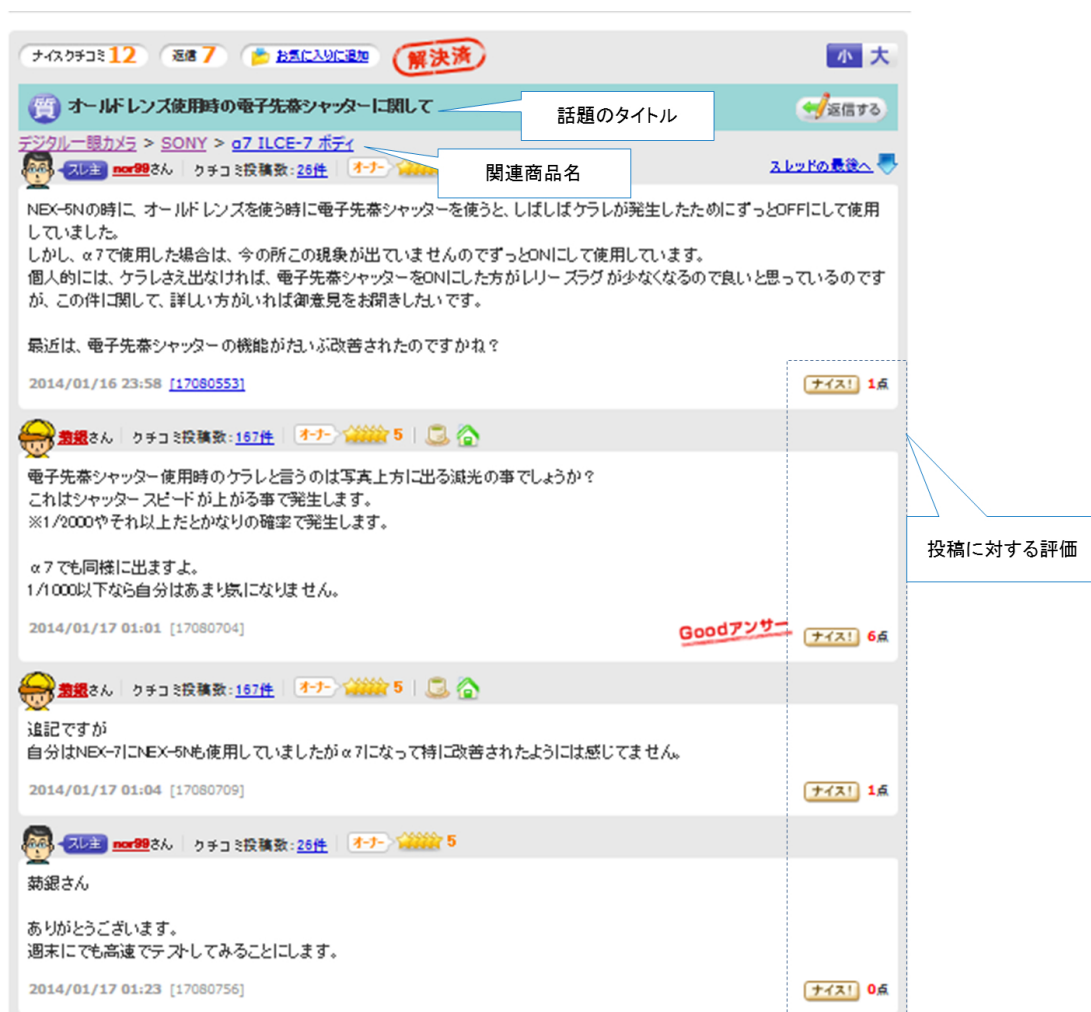 ナイスクチコミ 12 返信 7 お気に入りに追加 解決済 小 大
質 オールドレンズ使用時の電子先幕シャッターに関して 話題のタイトル 返信する
デジタル一眼カメラ > SONY > α7 ILCE-7 ボディ
関連商品名
スレ主 nor99さん クチコミ投稿数:26件 オーナー スレッドの最後へ
NEX-5Nの時に、オールドレンズを使う時に電子先幕シャッターを使うと、しばしばケラレが発生したためにずっとOFFにして使用
していました。
しかし、α7で使用した場合は、今の所この現象が出ていませんのでずっとONにして使用しています。
個人的には、ケラレさえ出なければ、電子先幕シャッターをONにした方がレリーズラグが少なくなるので良いと思っているのです
が、この件に関して、詳しい方がいれば御意見をお聞きしたいです。
最近は、電子先幕シャッターの機能がだいぶ改善されたのですかね？
2014/01/16 23:58 [17080553] ナイス! 1点
菊銀さん クチコミ投稿数:167件 オーナー 5
電子先幕シャッター使用時のケラレと言うのは写真上方に出る減光の事でしょうか？
これはシャッタースピードが上がる事で発生します。
※1/2000やそれ以上だとかなりの確率で発生します。
α7でも同様に出ますよ。
1/1000以下なら自分はあまり気になりません。
投稿に対する評価
2014/01/17 01:01 [17080704] Goodアンサー ナイス! 6点
菊銀さん クチコミ投稿数:167件 オーナー 5
追記ですが
自分はNEX-7にNEX-5Nも使用していましたがα7になって特に改善されたようには感じてません。
2014/01/17 01:04 [17080709] ナイス! 1点
スレ主 nor99さん クチコミ投稿数:26件 オーナー 5
菊銀さん
ありがとうございます。
週末にでも高速でテストしてみることにします。
2014/01/17 01:23 [17080756] ナイス! 0点